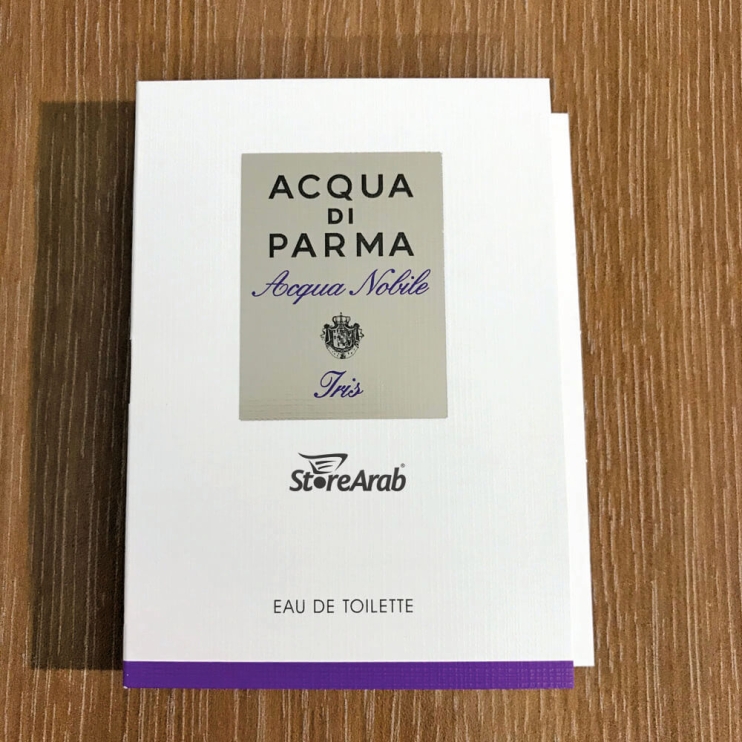 ACQUA
DI
PARMA
Acqua Nobile
Iris
StoreArab®
EAU DE TOILETTE